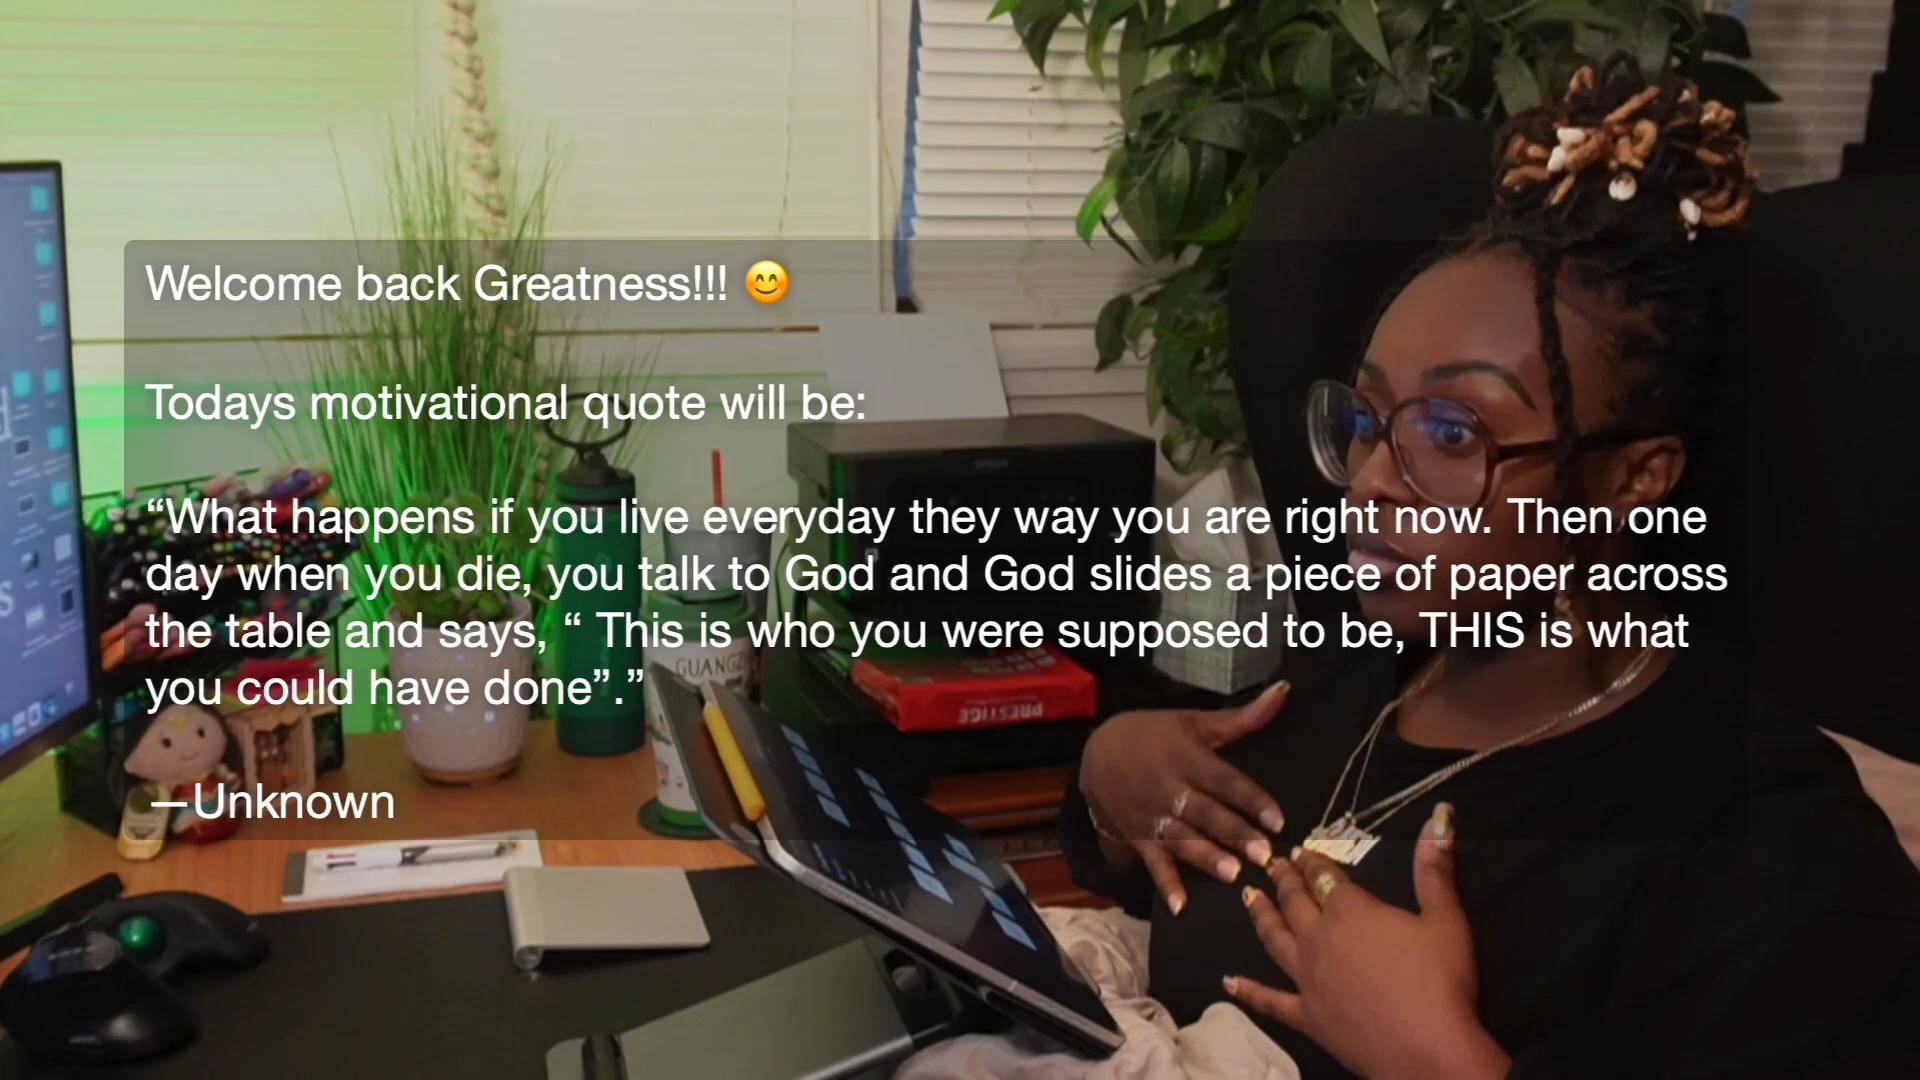 Welcome back Greatness!!! 😊
Todays motivational quote will be:
“What happens if you live everyday they way you are right now. Then one
day when you die, you talk to God and God slides a piece of paper across
the table and says, “ This is who you were supposed to be, THIS is what
you could have done”.”
—Unknown
EPSON
GUANGZ
PRESTIGE